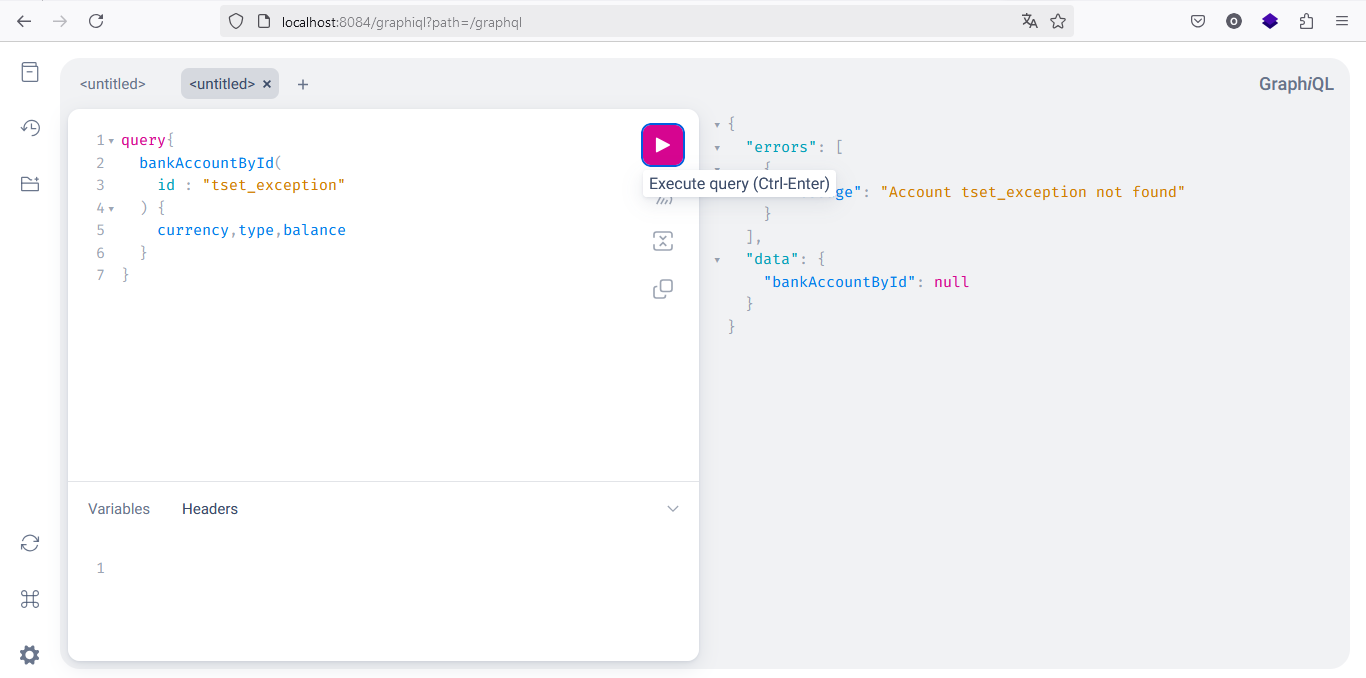 localhost:8084/graphiql?path=/graphql
<untitled>
<untitled> × +
GraphiQL
1 query{
2 bankAccountById(
3 id : "tset_exception"
4 ) {
5 currency,type,balance
6 }
7 }
Execute query (Ctrl-Enter)
{
"errors": [
{
ge": "Account tset_exception not found"
}
],
"data": {
"bankAccountById": null
}
}
Variables Headers
1